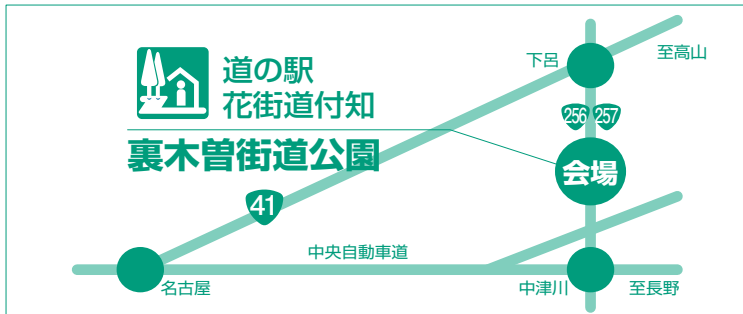 道の駅
花街道付知
裏木曽街道公園
下呂
至高山
256 257
会場
41
中央自動車道
名古屋
中津川
至長野